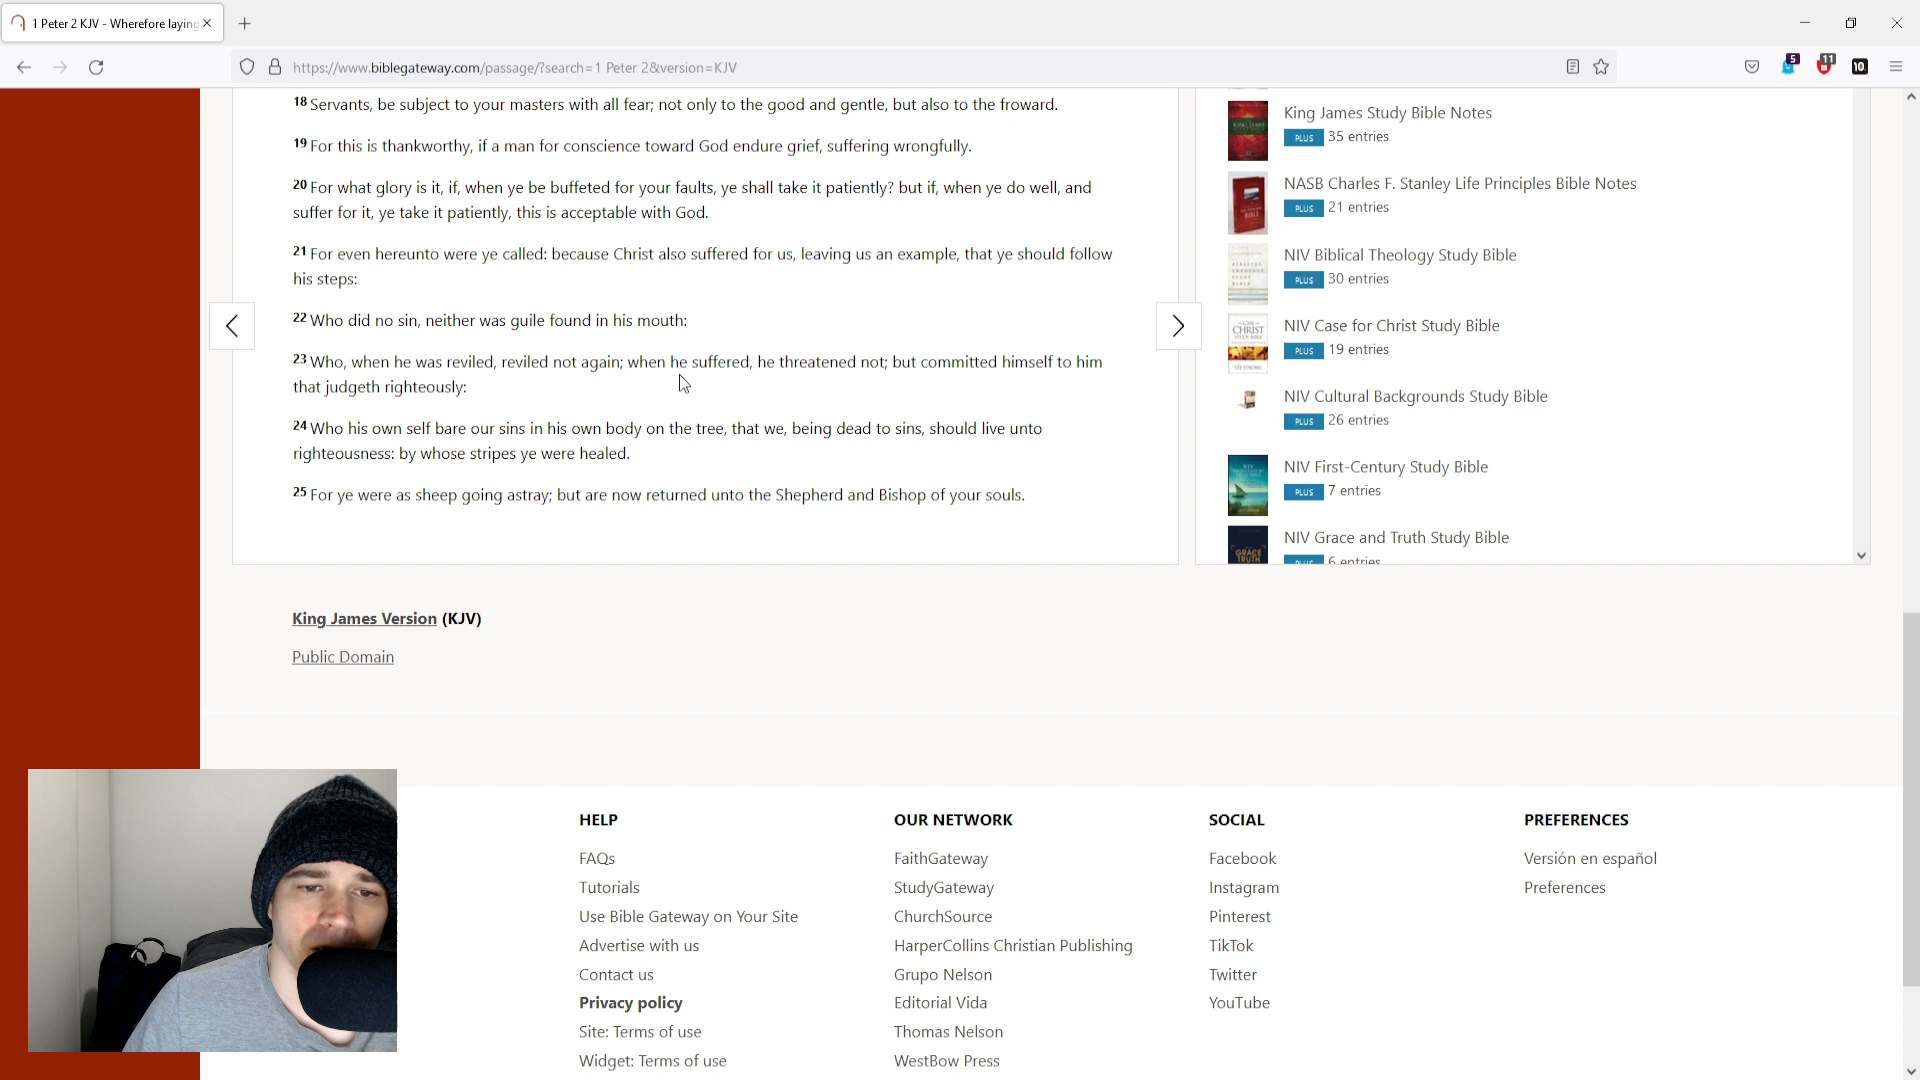 1 Peter 2 KJV - Wherefore laying
https://www.biblegateway.com/passage/?search=1 Peter 2&version=KJV
5
11
10.
18 Servants, be subject to your masters with all fear; not only to the good and gentle, but also to the froward.
19 For this is thankworthy, if a man for conscience toward God endure grief, suffering wrongfully.
20 For what glory is it, if, when ye be buffeted for your faults, ye shall take it patiently? but if, when ye do well, and
suffer for it, ye take it patiently, this is acceptable with God.
21 For even hereunto were ye called: because Christ also suffered for us, leaving us an example, that ye should follow
his steps:
22 Who did no sin, neither was guile found in his mouth:
23 Who, when he was reviled, reviled not again; when he suffered, he threatened not; but committed himself to him
that judgeth righteously:
24 Who his own self bare our sins in his own body on the tree, that we, being dead to sins, should live unto
righteousness: by whose stripes ye were healed.
25 For ye were as sheep going astray; but are now returned unto the Shepherd and Bishop of your souls.
King James Study Bible Notes
PLUS 35 entries
NASB Charles F. Stanley Life Principles Bible Notes
PLUS 21 entries
NIV Biblical Theology Study Bible
PLUS 30 entries
NIV Case for Christ Study Bible
PLUS 19 entries
NIV Cultural Backgrounds Study Bible
PLUS 26 entries
NIV First-Century Study Bible
PLUS 7 entries
NIV Grace and Truth Study Bible
PLUS 6 entries
King James Version (KJV)
Public Domain
HELP
FAQs
Tutorials
Use Bible Gateway on Your Site
Advertise with us
Contact us
Privacy policy
Site: Terms of use
Widget: Terms of use
OUR NETWORK
FaithGateway
StudyGateway
ChurchSource
HarperCollins Christian Publishing
Grupo Nelson
Editorial Vida
Thomas Nelson
WestBow Press
SOCIAL
Facebook
Instagram
Pinterest
TikTok
Twitter
YouTube
PREFERENCES
Versión en español
Preferences